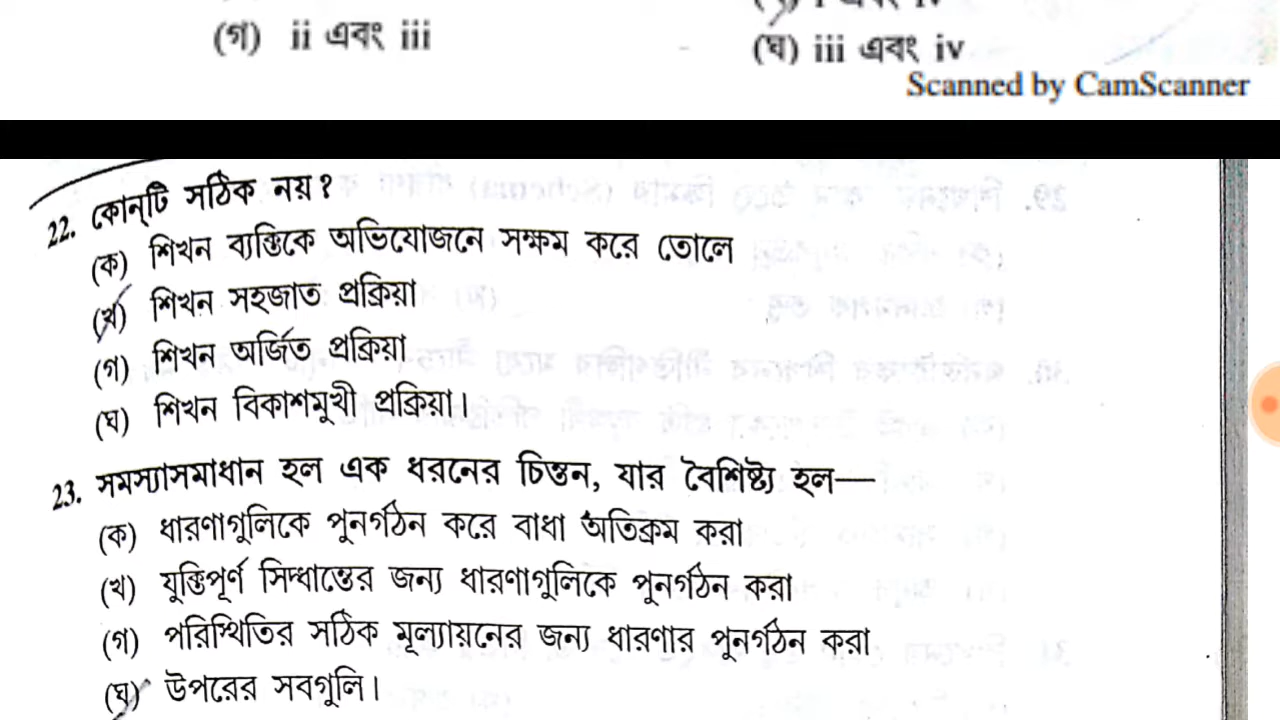 (গ) ii এবং iii
(ঘ) iii এবং iv
Scanned by CamScanner
22. কোন্‌টি সঠিক নয়?
(ক) শিখন ব্যক্তিকে অভিযোজনে সক্ষম করে তোলে
(খ) শিখন সহজাত প্রক্রিয়া
(গ) শিখন অর্জিত প্রক্রিয়া
(ঘ) শিখন বিকাশমুখী প্রক্রিয়া।
23. সমস্যাসমাধান হল এক ধরনের চিন্তন, যার বৈশিষ্ট্য হল—
(ক) ধারণাগুলিকে পুনর্গঠন করে বাধা অতিক্রম করা
(খ) যুক্তিপূর্ণ সিদ্ধান্তের জন্য ধারণাগুলিকে পুনর্গঠন করা
(গ) পরিস্থিতির সঠিক মূল্যায়নের জন্য ধারণার পুনর্গঠন করা
(ঘ) উপরের সবগুলি।